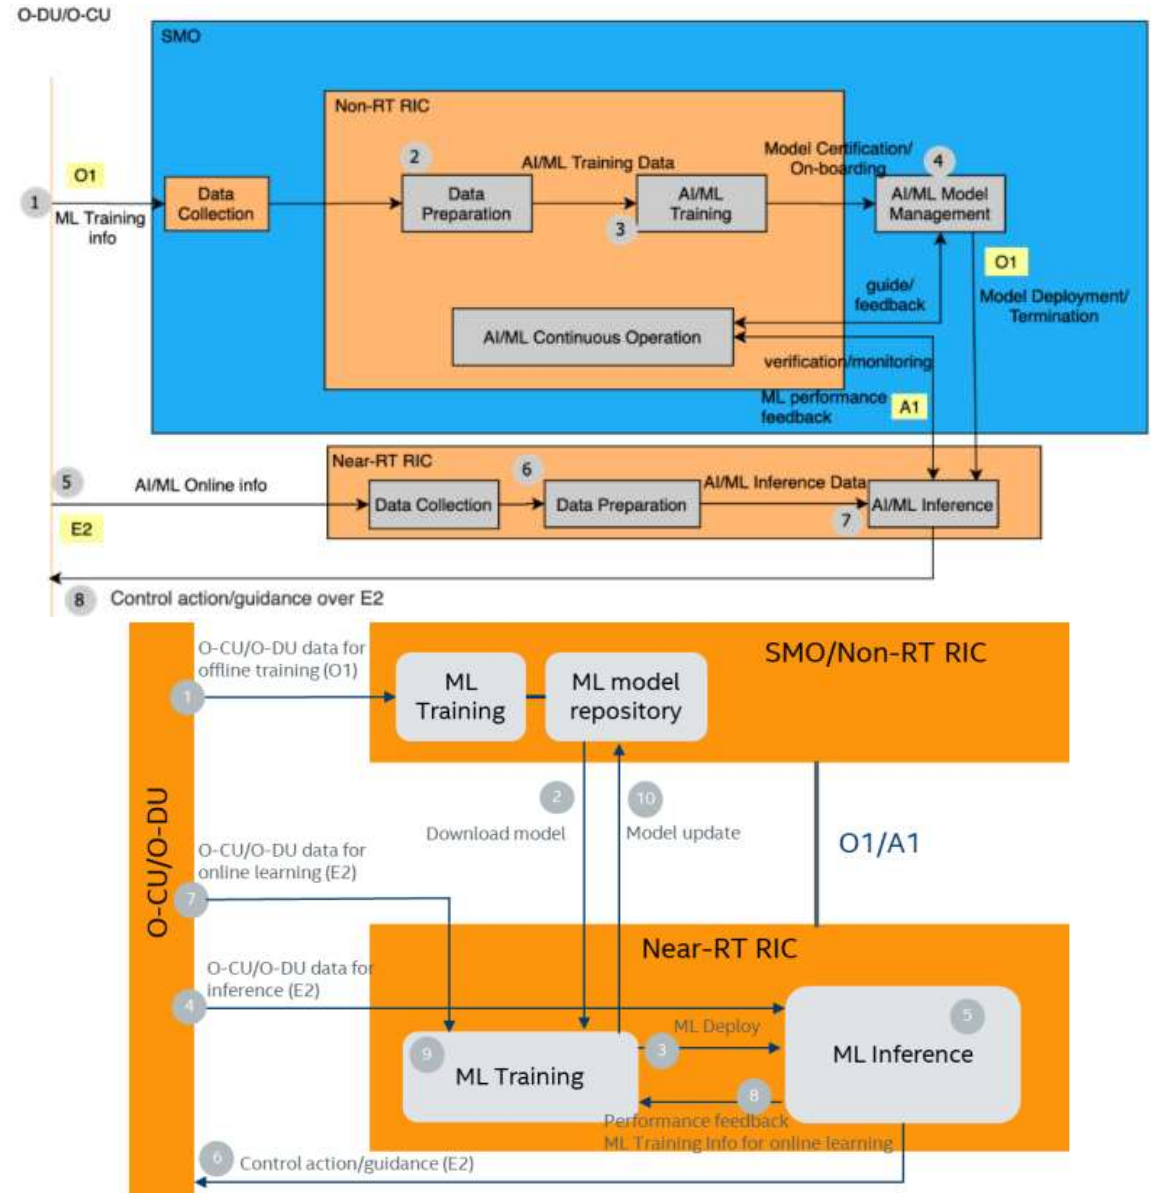 O-DU/O-CU
SMO
Non-RT RIC
2
AI/ML Training Data
Model Certification/
On-boarding
4
O1
1
ML Training
info
Data
Collection
Data
Preparation
AI/ML
Training
3
AI/ML Model
Management
O1
guide/
feedback
Model Deployment/
Termination
AI/ML Continuous Operation
verification/monitoring
ML performance
feedback
A1
Near-RT RIC
5
AI/ML Online info
6
AI/ML Inference Data
Data Collection
Data Preparation
7
AI/ML Inference
E2
8
Control action/guidance over E2
O-CU/O-DU
O-CU/O-DU data for
offline training (O1)
1
SMO/Non-RT RIC
ML
Training
ML model
repository
2
10
Download model
Model update
O1/A1
O-CU/O-DU data for
online learning (E2)
7
Near-RT RIC
O-CU/O-DU data for
inference (E2)
4
5
ML Deploy
3
9
ML Training
ML Inference
8
Performance feedback
ML Training Info for online learning
6
Control action/guidance (E2)